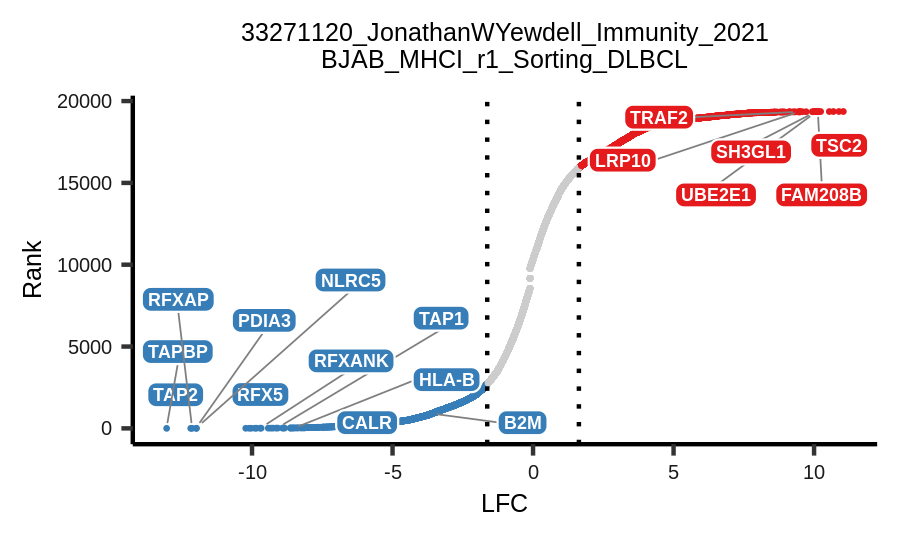 33271120_JonathanWYewdell_Immunity_2021
BJAB_MHCI_r1_Sorting_DLBCL
20000
15000
10000
5000
0
Rank
TRAF2
LRP10
SH3GL1
TSC2
UBE2E1
FAM208B
NLRC5
RFXAP
PDIA3
TAP1
TAPBP
RFXANK
HLA-B
TAP2
RFX5
CALR
B2M
-10
-5
0
5
10
LFC